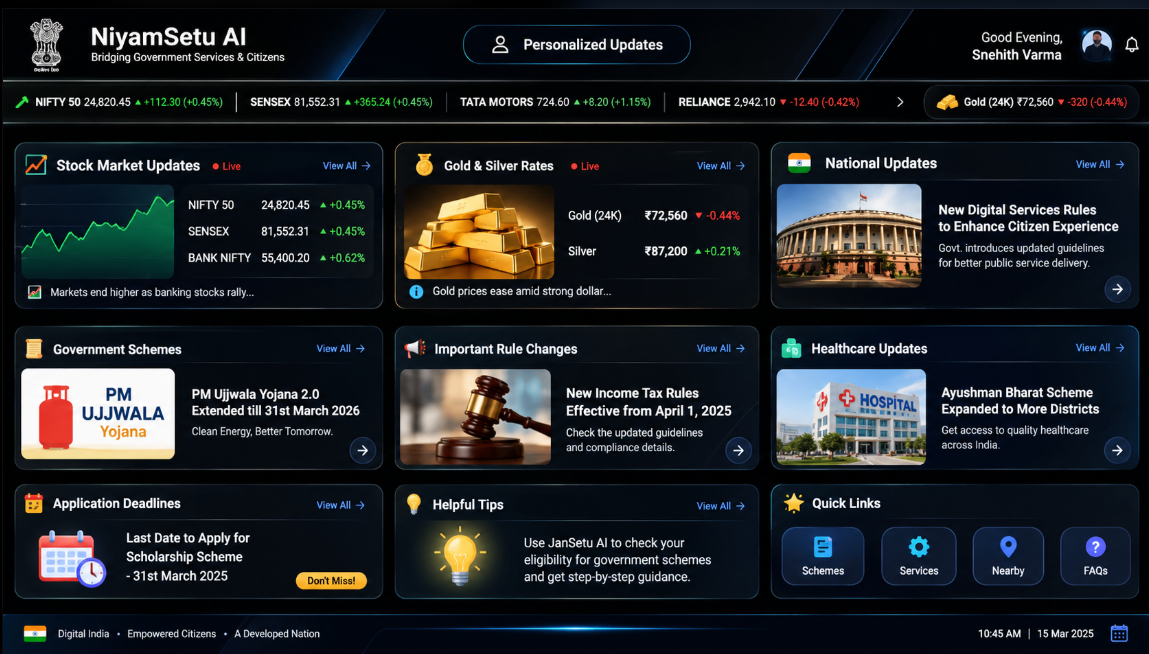 NiyamSetu AI
Bridging Government Services & Citizens
Personalized Updates
Good Evening,
Snehith Varma
NIFTY 50 24,820.45 ▲ +112.30 (+0.45%)
SENSEX 81,552.31 ▲ +365.24 (+0.45%)
TATA MOTORS 724.60 ▲ +8.20 (+1.15%)
RELIANCE 2,942.10 ▼ -12.40 (-0.42%)
Gold (24K) ₹72,560 ▼ -320 (-0.44%)
Stock Market Updates
Live
View All →
NIFTY 50 24,820.45 ▲ +0.45%
SENSEX 81,552.31 ▲ +0.45%
BANK NIFTY 55,400.20 ▲ +0.62%
Markets end higher as banking stocks rally...
Gold & Silver Rates
Live
View All →
Gold (24K) ₹72,560 ▼ -0.44%
Silver ₹87,200 ▲ +0.21%
Gold prices ease amid strong dollar...
National Updates
View All →
New Digital Services Rules
to Enhance Citizen Experience
Govt. introduces updated guidelines
for better public service delivery.
Government Schemes
View All →
PM
UJJWALA
Yojana
PM Ujjwala Yojana 2.0
Extended till 31st March 2026
Clean Energy, Better Tomorrow.
Important Rule Changes
View All →
New Income Tax Rules
Effective from April 1, 2025
Check the updated guidelines
and compliance details.
Healthcare Updates
View All →
HOSPITAL
Ayushman Bharat Scheme
Expanded to More Districts
Get access to quality healthcare
across India.
Application Deadlines
View All →
Last Date to Apply for
Scholarship Scheme
- 31st March 2025
Don't Miss!
Helpful Tips
View All →
Use JanSetu AI to check your
eligibility for government schemes
and get step-by-step guidance.
Quick Links
Schemes
Services
Nearby
FAQs
Digital India • Empowered Citizens • A Developed Nation
10:45 AM | 15 Mar 2025